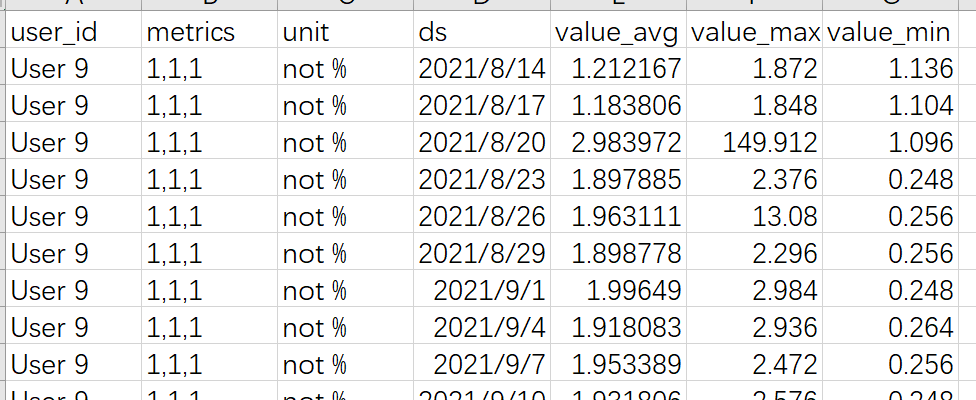 user_id metrics unit ds value_avg value_max value_min
User 9 1,1,1 not % 2021/8/14 1.212167 1.872 1.136
User 9 1,1,1 not % 2021/8/17 1.183806 1.848 1.104
User 9 1,1,1 not % 2021/8/20 2.983972 149.912 1.096
User 9 1,1,1 not % 2021/8/23 1.897885 2.376 0.248
User 9 1,1,1 not % 2021/8/26 1.963111 13.08 0.256
User 9 1,1,1 not % 2021/8/29 1.898778 2.296 0.256
User 9 1,1,1 not % 2021/9/1 1.99649 2.984 0.248
User 9 1,1,1 not % 2021/9/4 1.918083 2.936 0.264
User 9 1,1,1 not % 2021/9/7 1.953389 2.472 0.256
User 9 1,1,1 not % 2021/9/10